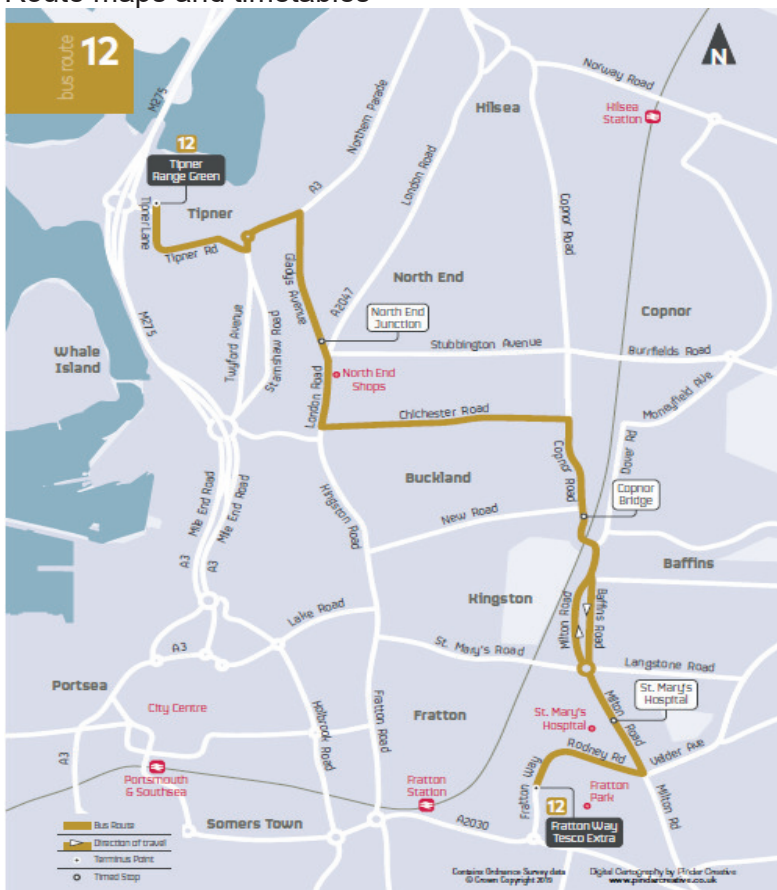 Route maps and timetables
bus route
12
N
M275
Northern Parade
Norway Road
Hilsea
Hilsea
Station
London Road
12
Tipner
Range Green
A3
Tipner Lane
Tipner
Copnor Road
Tipner Rd
Gladys Avenue
North End
A2047
M275
North End
Junction
Copnor
Twyford Avenue
Stamshaw Road
Stubbington Avenue
Burrfields Road
Whale
Island
North End
Shops
London Road
Moneyfield Ave
Chichester Road
Dover Rd
Copnor Road
Buckland
Copnor
Bridge
Mile End Road
Mile End Road
Kingston Road
New Road
A3
A3
Baffins
Kingston
Milton Road
Baffins Road
Lake Road
A3
St. Mary's Road
Langstone Road
Portsea
St. Mary's
Hospital
City Centre
Holbrook Road
Fratton Road
Fratton
St. Mary's
Hospital
Milton Road
Rodney Rd
Velder Ave
A3
Portsmouth
& Southsea
Fratton
Station
Fratton Way
Fratton
Park
Milton Rd
12
Fratton Way
Tesco Extra
A2030
Somers Town
Bus Route
Direction of travel
Terminus Point
Timed Stop
Contains Ordnance Survey data
© Crown Copyright 2019
Digital Cartography by Pindar Creative
www.pindarcreative.co.uk